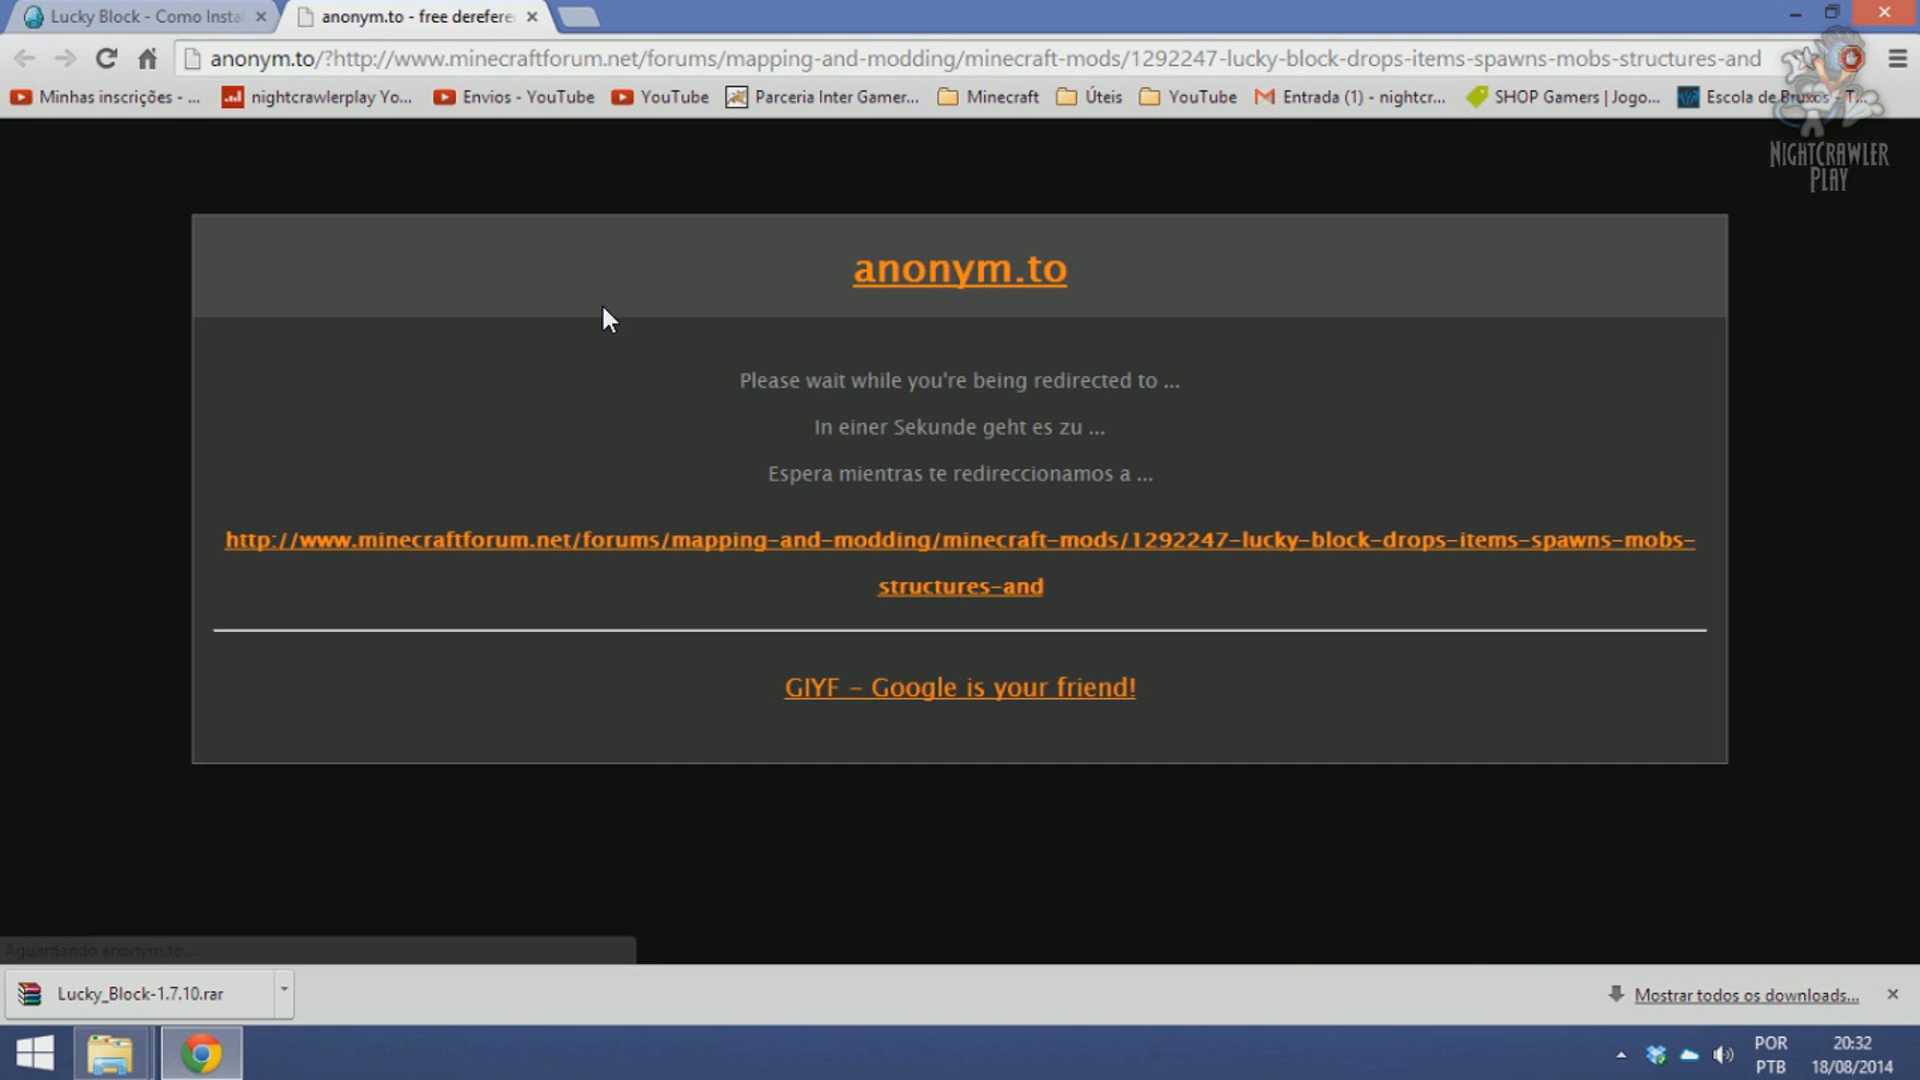 Lucky Block - Como Insta
anonym.to - free derefere
anonym.to/?http://www.minecraftforum.net/forums/mapping-and-modding/minecraft-mods/1292247-lucky-block-drops-items-spawns-mobs-structures-and
Minhas inscrições - ...
nightcrawlerplay Yo...
Envios - YouTube
YouTube
Parceria Inter Gamer...
Minecraft
Úteis
YouTube
Entrada (1) - nightcr...
SHOP Gamers | Jogo...
Escola de Bruxos - T...
NIGHTCRAWLER
PLAY
anonym.to
Please wait while you're being redirected to ...
In einer Sekunde geht es zu ...
Espera mientras te redireccionamos a ...
http://www.minecraftforum.net/forums/mapping-and-modding/minecraft-mods/1292247-lucky-block-drops-items-spawns-mobs-
structures-and
GIYF - Google is your friend!
Aguardando anonym.to...
Lucky_Block-1.7.10.rar
Mostrar todos os downloads...
POR
PTB
20:32
18/08/2014